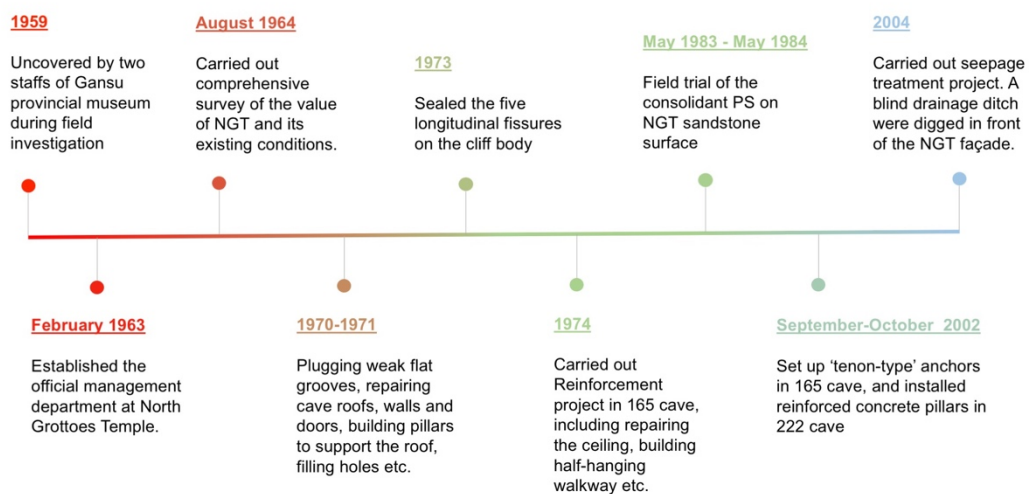 1959
Uncovered by two
staffs of Gansu
provincial museum
during field
investigation
August 1964
Carried out
comprehensive
survey of the value
of NGT and its
existing conditions.
1973
Sealed the five
longitudinal fissures
on the cliff body
May 1983 - May 1984
Field trial of the
consolidant PS on
NGT sandstone
surface
2004
Carried out seepage
treatment project. A
blind drainage ditch
were digged in front
of the NGT façade.
February 1963
Established the
official management
department at North
Grottoes Temple.
1970-1971
Plugging weak flat
grooves, repairing
cave roofs, walls and
doors, building pillars
to support the roof,
filling holes etc.
1974
Carried out
Reinforcement
project in 165 cave,
including repairing
the ceiling, building
half-hanging
walkway etc.
September-October 2002
Set up ‘tenon-type’ anchors
in 165 cave, and installed
reinforced concrete pillars in
222 cave